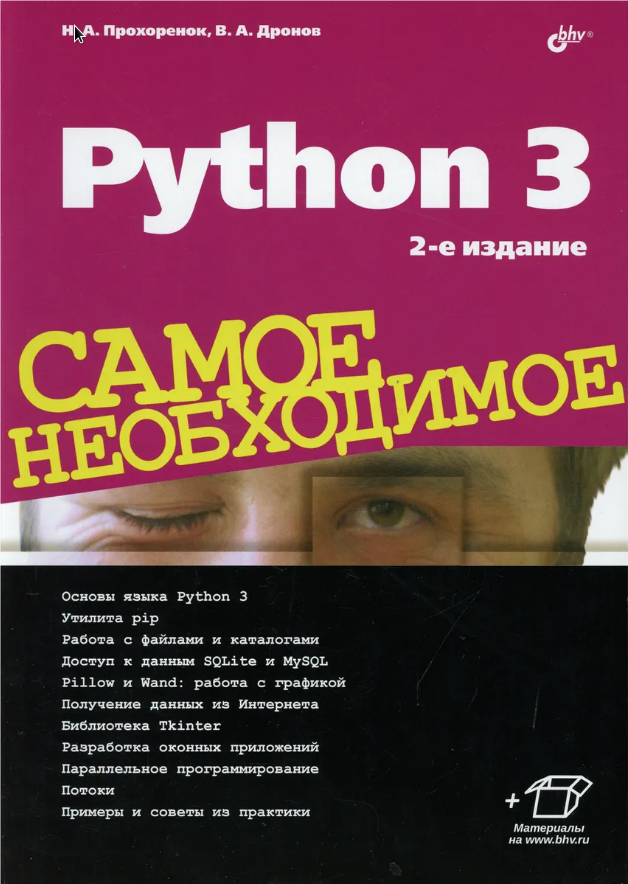 Н. А. Прохоренок, В. А. Дронов
bhv®
Python 3
2-е издание
САМОЕ
НЕОБХОДИМОЕ
Основы языка Python 3
Утилита pip
Работа с файлами и каталогами
Доступ к данным SQLite и MySQL
Pillow и Wand: работа с графикой
Получение данных из Интернета
Библиотека Tkinter
Разработка оконных приложений
Параллельное программирование
Потоки
Примеры и советы из практики
+
Материалы
на www.bhv.ru